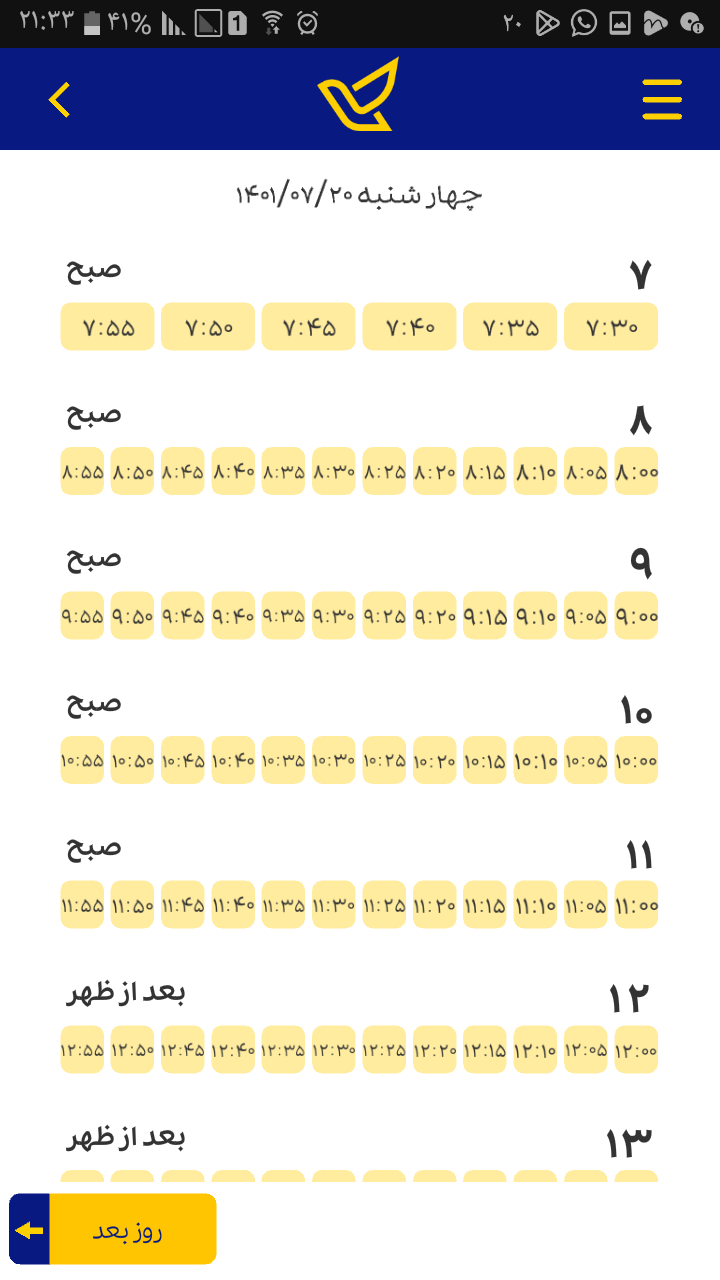 ۲۱:۳۳ ۴۱% 1 ۲۰
چهار شنبه ۱۴۰۱/۰۷/۲۰
۷ صبح
۷:۳۰ ۷:۳۵ ۷:۴۰ ۷:۴۵ ۷:۵۰ ۷:۵۵
۸ صبح
۸:۰۰ ۸:۰۵ ۸:۱۰ ۸:۱۵ ۸:۲۰ ۸:۲۵ ۸:۳۰ ۸:۳۵ ۸:۴۰ ۸:۴۵ ۸:۵۰ ۸:۵۵
۹ صبح
۹:۰۰ ۹:۰۵ ۹:۱۰ ۹:۱۵ ۹:۲۰ ۹:۲۵ ۹:۳۰ ۹:۳۵ ۹:۴۰ ۹:۴۵ ۹:۵۰ ۹:۵۵
۱۰ صبح
۱۰:۰۰ ۱۰:۰۵ ۱۰:۱۰ ۱۰:۱۵ ۱۰:۲۰ ۱۰:۲۵ ۱۰:۳۰ ۱۰:۳۵ ۱۰:۴۰ ۱۰:۴۵ ۱۰:۵۰ ۱۰:۵۵
۱۱ صبح
۱۱:۰۰ ۱۱:۰۵ ۱۱:۱۰ ۱۱:۱۵ ۱۱:۲۰ ۱۱:۲۵ ۱۱:۳۰ ۱۱:۳۵ ۱۱:۴۰ ۱۱:۴۵ ۱۱:۵۰ ۱۱:۵۵
۱۲ بعد از ظهر
۱۲:۰۰ ۱۲:۰۵ ۱۲:۱۰ ۱۲:۱۵ ۱۲:۲۰ ۱۲:۲۵ ۱۲:۳۰ ۱۲:۳۵ ۱۲:۴۰ ۱۲:۴۵ ۱۲:۵۰ ۱۲:۵۵
۱۳ بعد از ظهر
روز بعد